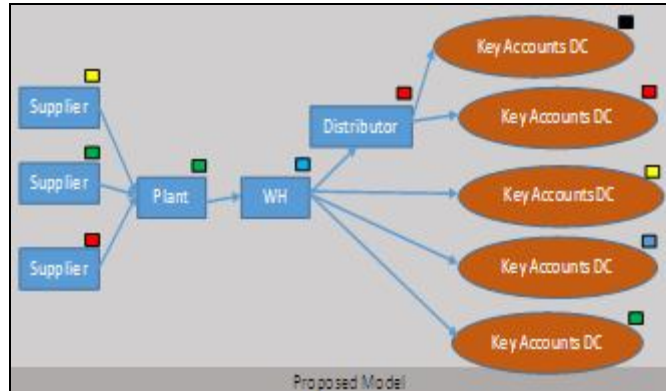 Key Accounts DC
Supplier
Distributor
Key Accounts DC
Supplier
Plant
WH
Key Accounts DC
Supplier
Key Accounts DC
Key Accounts DC
Proposed Model